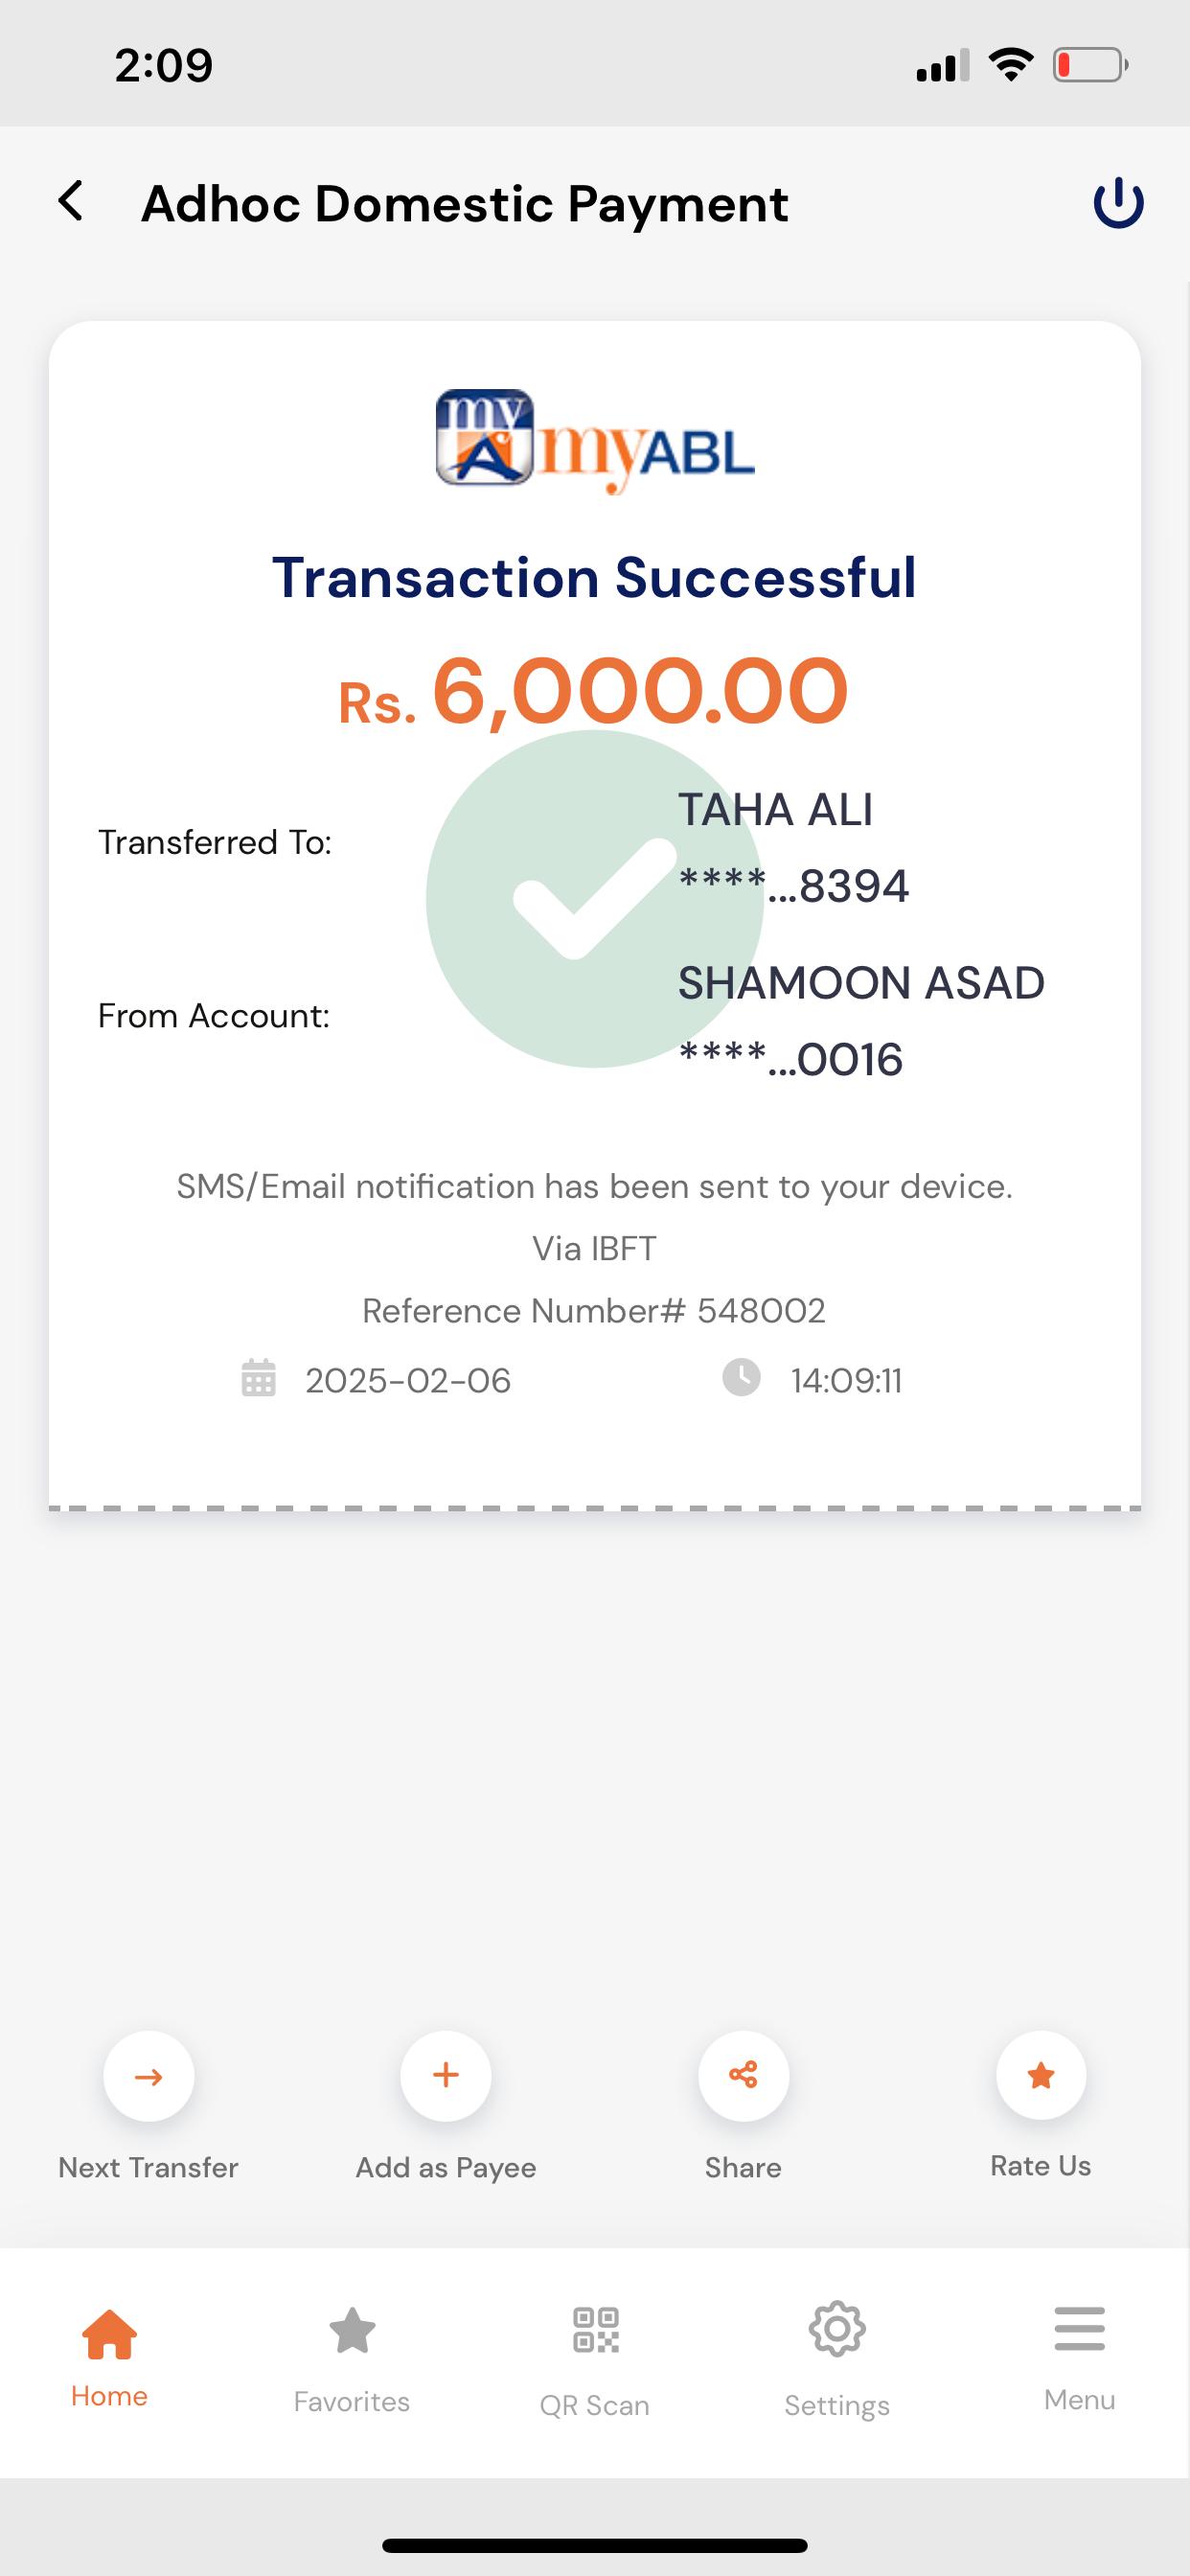 2:09
Adhoc Domestic Payment
my
myABL
Transaction Successful
Rs. 6,000.00
Transferred To:
TAHA ALI
****...8394
From Account:
SHAMOON ASAD
****...0016
SMS/Email notification has been sent to your device.
Via IBFT
Reference Number# 548002
2025-02-06 14:09:11
Next Transfer Add as Payee Share Rate Us
Home Favorites QR Scan Settings Menu